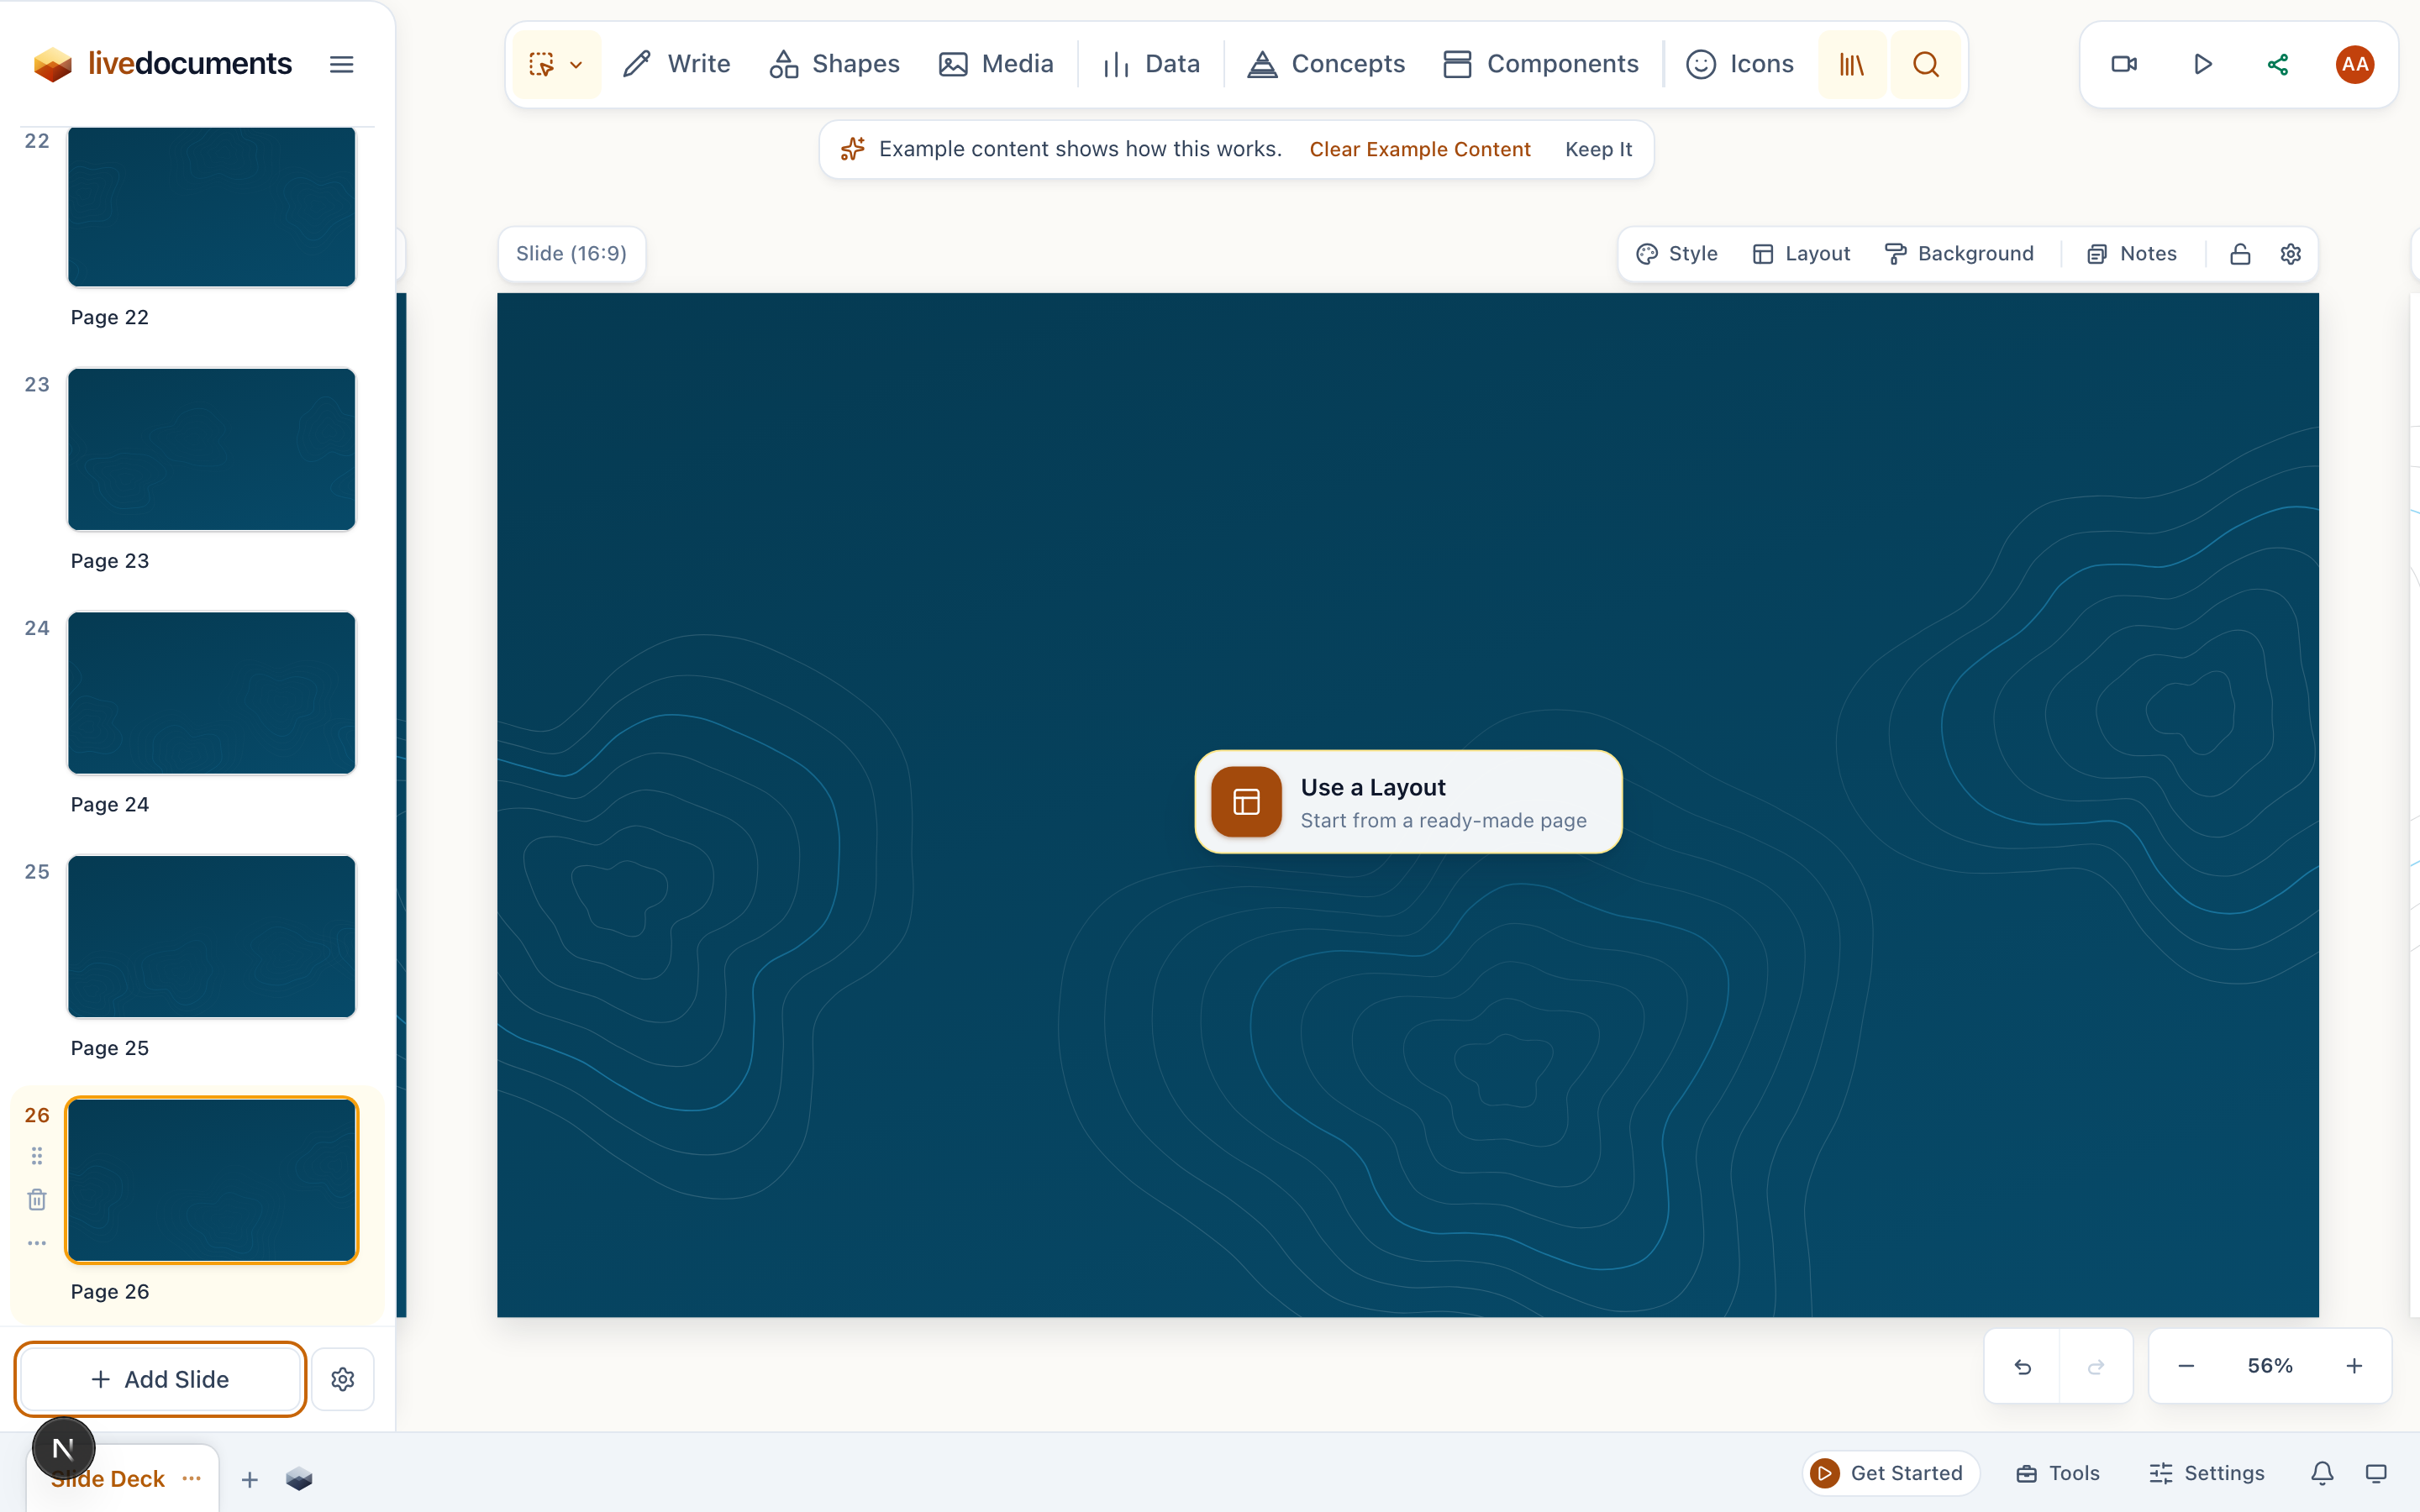 livedocuments
Write
Shapes
Media
Data
Concepts
Components
Icons
AA
Example content shows how this works. Clear Example Content Keep It
22
Page 22
23
Page 23
24
Page 24
25
Page 25
26
Page 26
Add Slide
Slide (16:9)
Style
Layout
Background
Notes
Use a Layout
Start from a ready-made page
56%
N
Slide Deck
Get Started
Tools
Settings